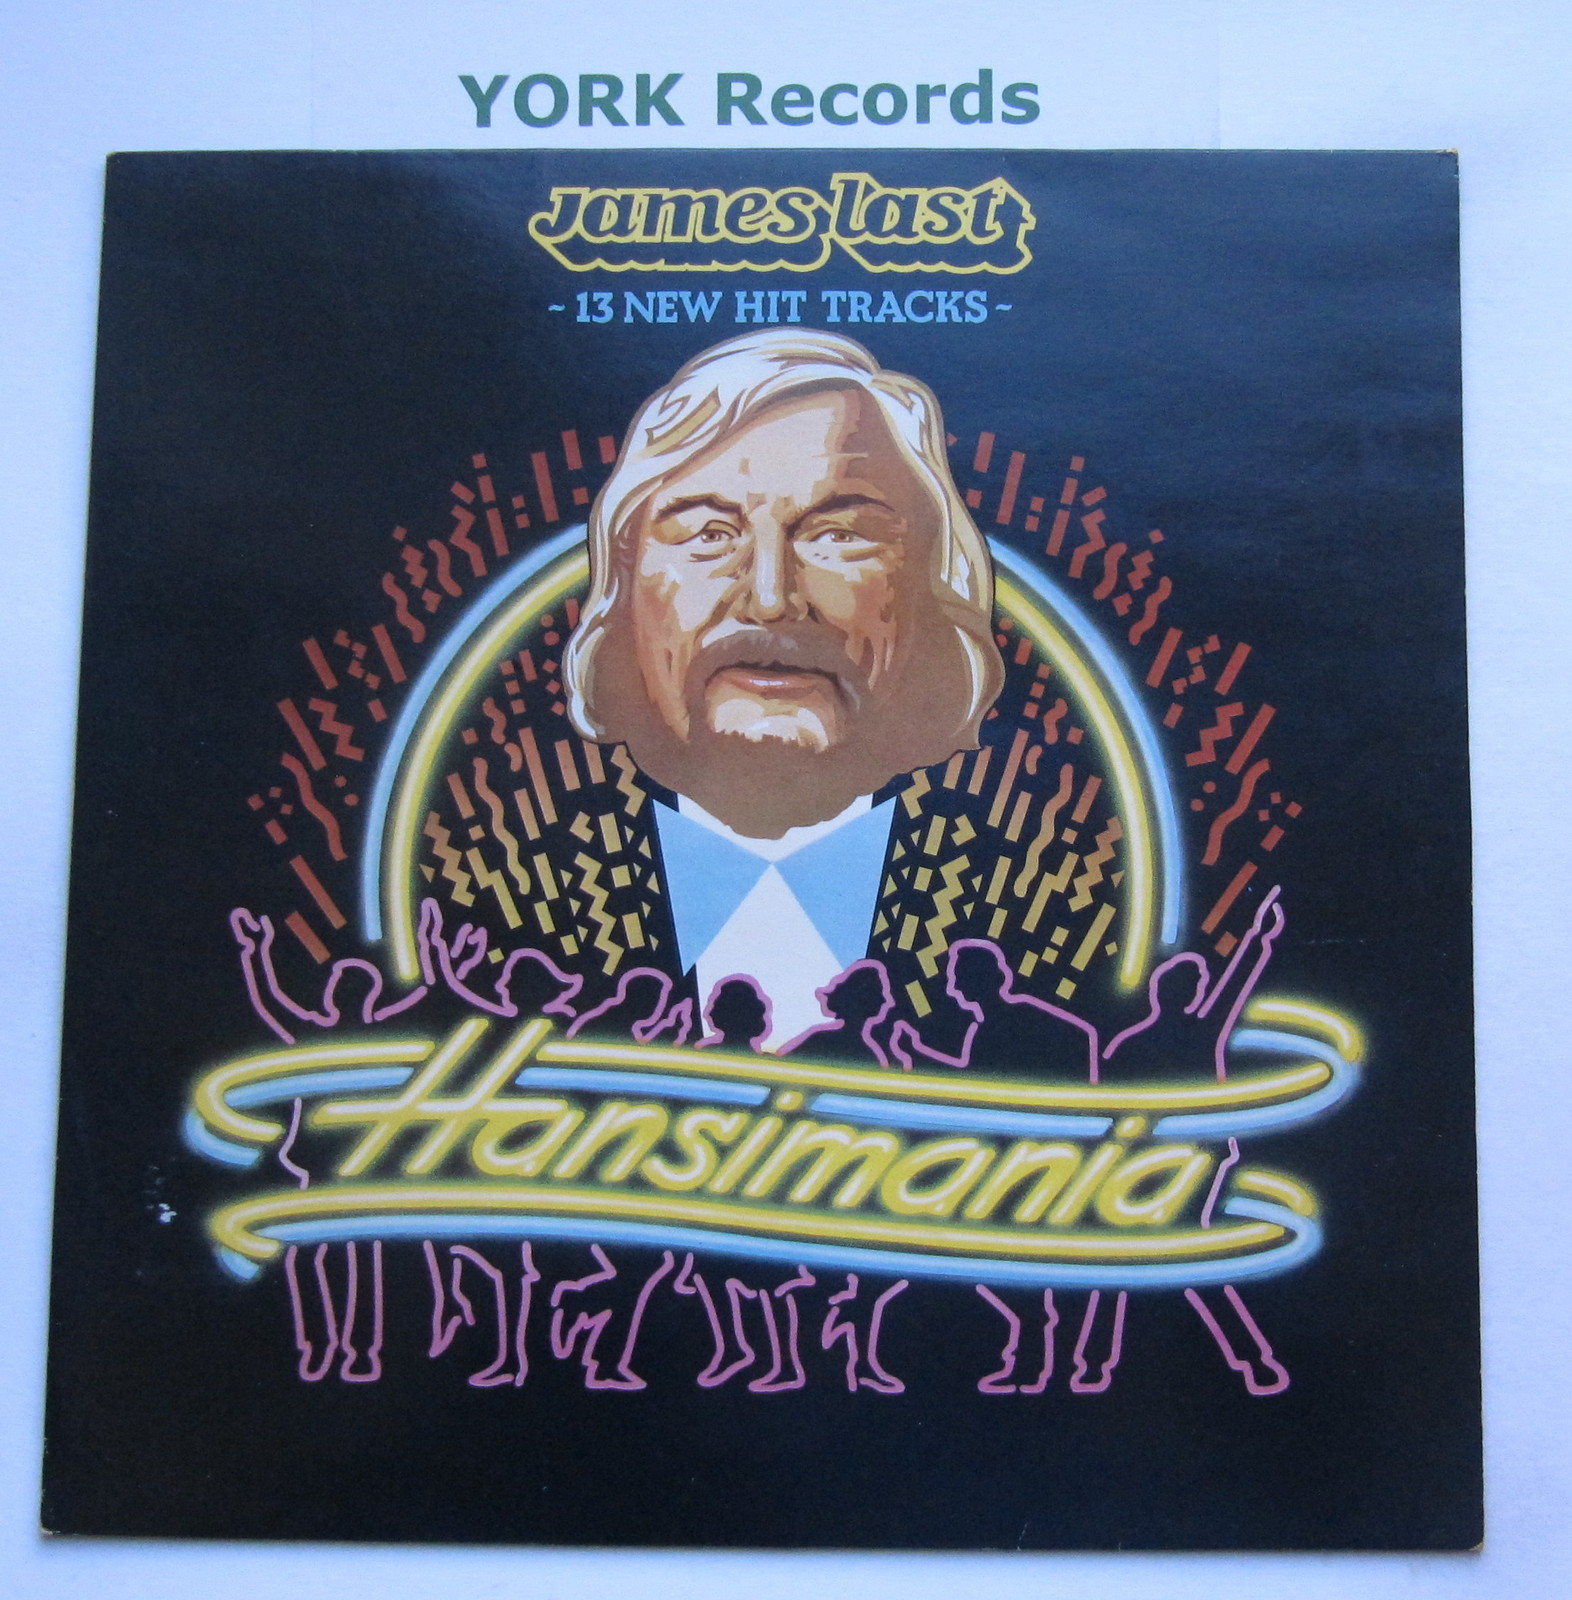 YORK Records
james last
~ 13 NEW HIT TRACKS ~
Hansimania